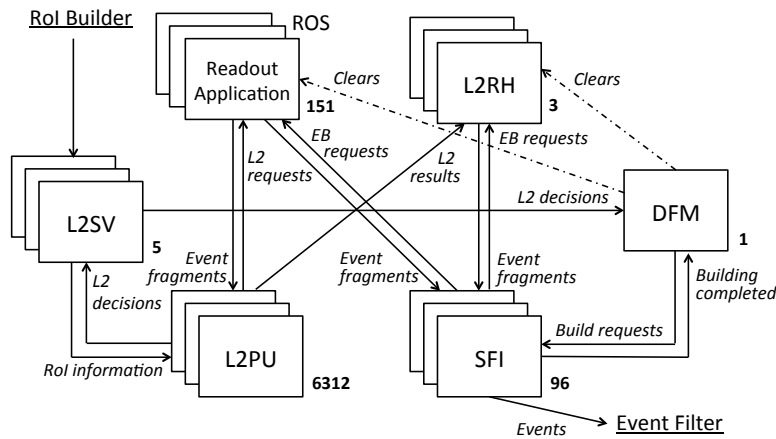 RoI Builder
ROS
Readout
Application
151
L2RH
3
Clears
Clears
L2
requests
EB
requests
L2
results
EB requests
L2SV
5
L2 decisions
DFM
1
Event
fragments
Event
fragments
Event
fragments
Building
completed
L2
decisions
RoI information
L2PU
6312
SFI
96
Build requests
Events
Event Filter